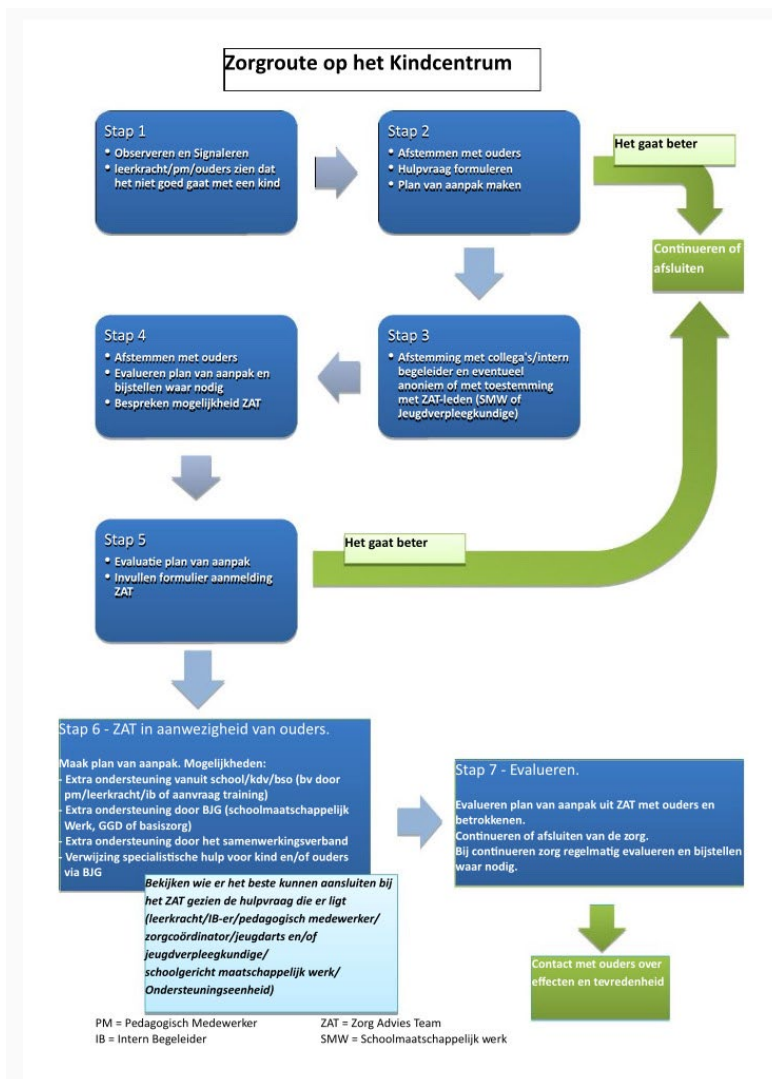 Zorgroute op het Kindcentrum
Stap 1
• Observeren en Signaleren
• leerkracht/pm/ouders zien dat
het niet goed gaat met een kind
Stap 2
• Afstemmen met ouders
• Hulpvraag formuleren
• Plan van aanpak maken
Het gaat beter
Continueren of
afsluiten
Stap 3
• Afstemming met collega's/intern
begeleider en eventueel
anoniem of met toestemming
met ZAT-leden (SMW of
Jeugdverpleegkundige)
Stap 4
• Afstemmen met ouders
• Evalueren plan van aanpak en
bijstellen waar nodig
• Bespreken mogelijkheid ZAT
Stap 5
• Evaluatie plan van aanpak
• Invullen formulier aanmelding
ZAT
Het gaat beter
Stap 6 - ZAT in aanwezigheid van ouders.
Maak plan van aanpak. Mogelijkheden:
- Extra ondersteuning vanuit school/kdv/bso (bv door
pm/leerkracht/ib of aanvraag training)
- Extra ondersteuning door BJG (schoolmaatschappelijk
Werk, GGD of basiszorg)
- Extra ondersteuning door het samenwerkingsverband
- Verwijzing specialistische hulp voor kind en/of ouders
via BJG
Bekijken wie er het beste kunnen aansluiten bij
het ZAT gezien de hulpvraag die er ligt
(leerkracht/IB-er/pedagogisch medewerker/
zorgcoördinator/jeugdarts en/of
jeugdverpleegkundige/
schoolgericht maatschappelijk werk/
Ondersteuningseenheid)
Stap 7 - Evalueren.
Evalueren plan van aanpak uit ZAT met ouders en
betrokkenen.
Continueren of afsluiten van de zorg.
Bij continueren zorg regelmatig evalueren en bijstellen
waar nodig.
Contact met ouders over
effecten en tevredenheid
PM = Pedagogisch Medewerker
ZAT = Zorg Advies Team
IB = Intern Begeleider
SMW = Schoolmaatschappelijk werk